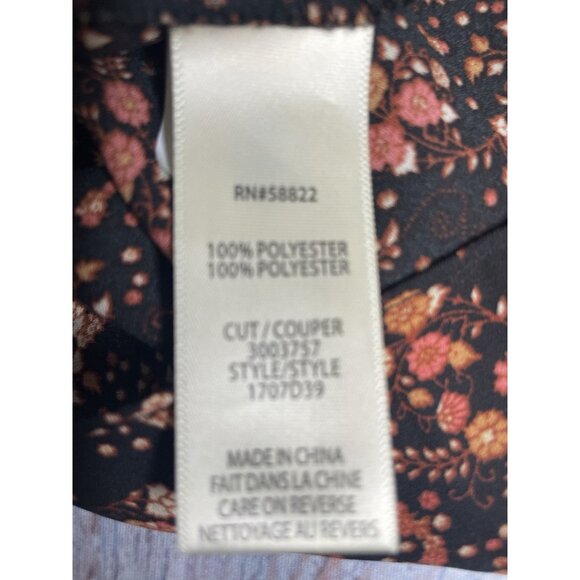 RN#58822
100% POLYESTER
100% POLYESTER
CUT / COUPER
3003757
STYLE/STYLE
1707D39
MADE IN CHINA
FAIT DANS LA CHINE
CARE ON REVERSE
NETTOYAGE AU REVERS